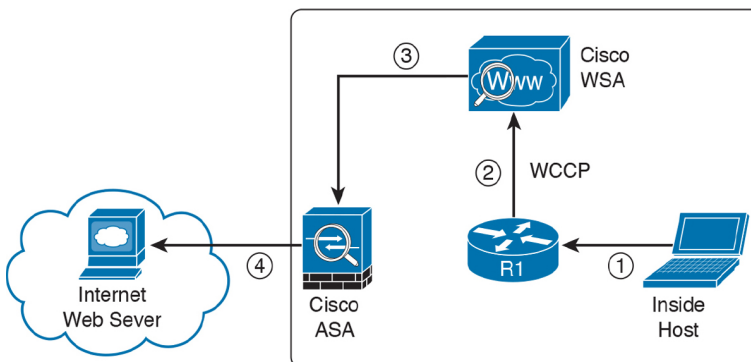 ③
Cisco
WSA
Www
② WCCP
④
①
R1
Internet
Web Sever
Cisco
ASA
Inside
Host